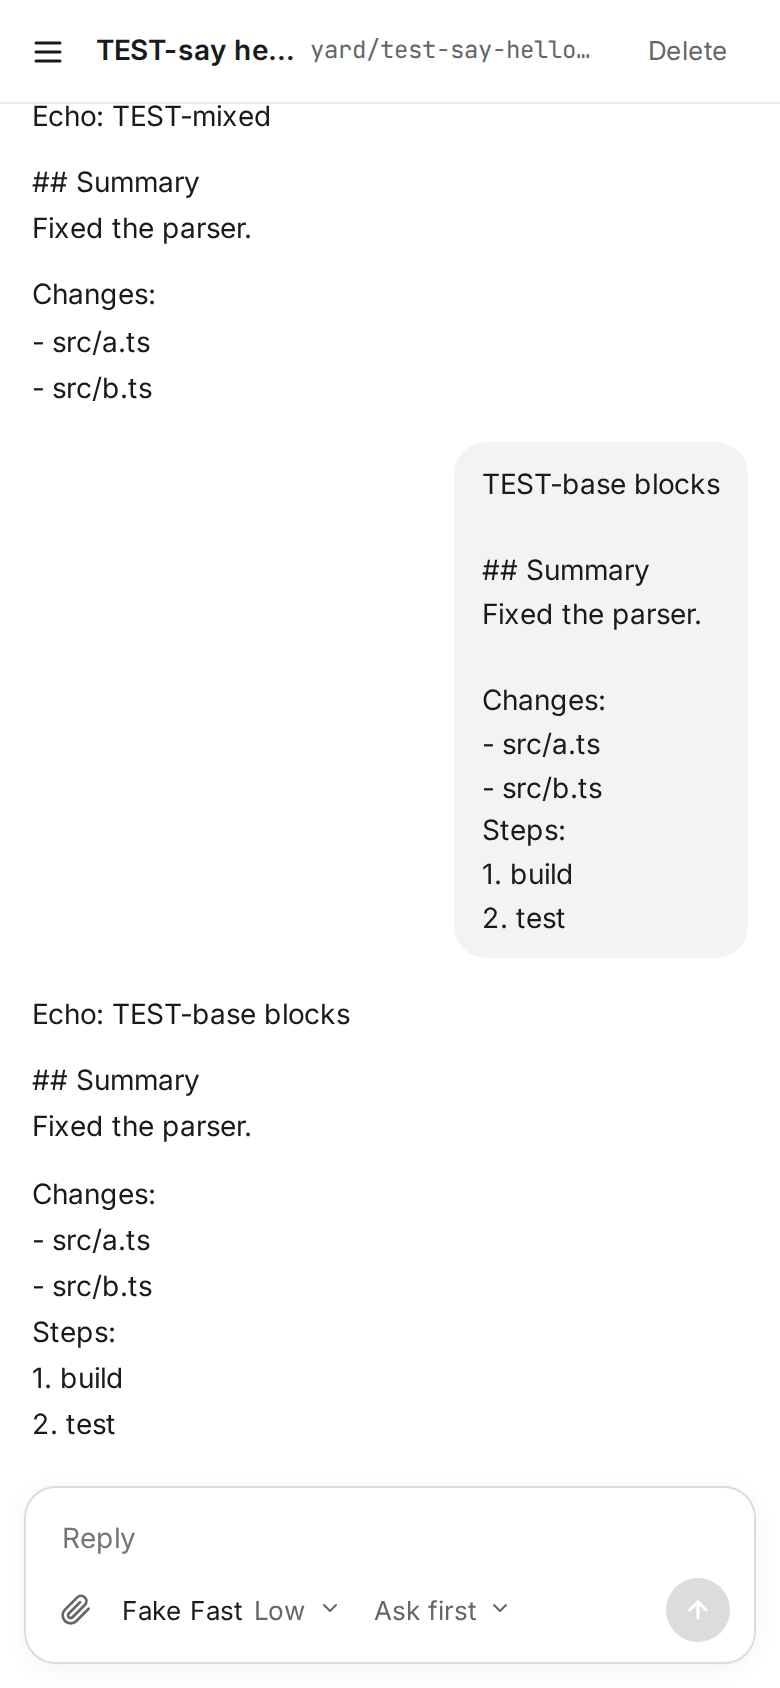 TEST-say he... yard/test-say-hello… Delete
Echo: TEST-mixed
## Summary
Fixed the parser.
Changes:
- src/a.ts
- src/b.ts
TEST-base blocks
## Summary
Fixed the parser.
Changes:
- src/a.ts
- src/b.ts
Steps:
1. build
2. test
Echo: TEST-base blocks
## Summary
Fixed the parser.
Changes:
- src/a.ts
- src/b.ts
Steps:
1. build
2. test
Reply
Fake Fast Low Ask first